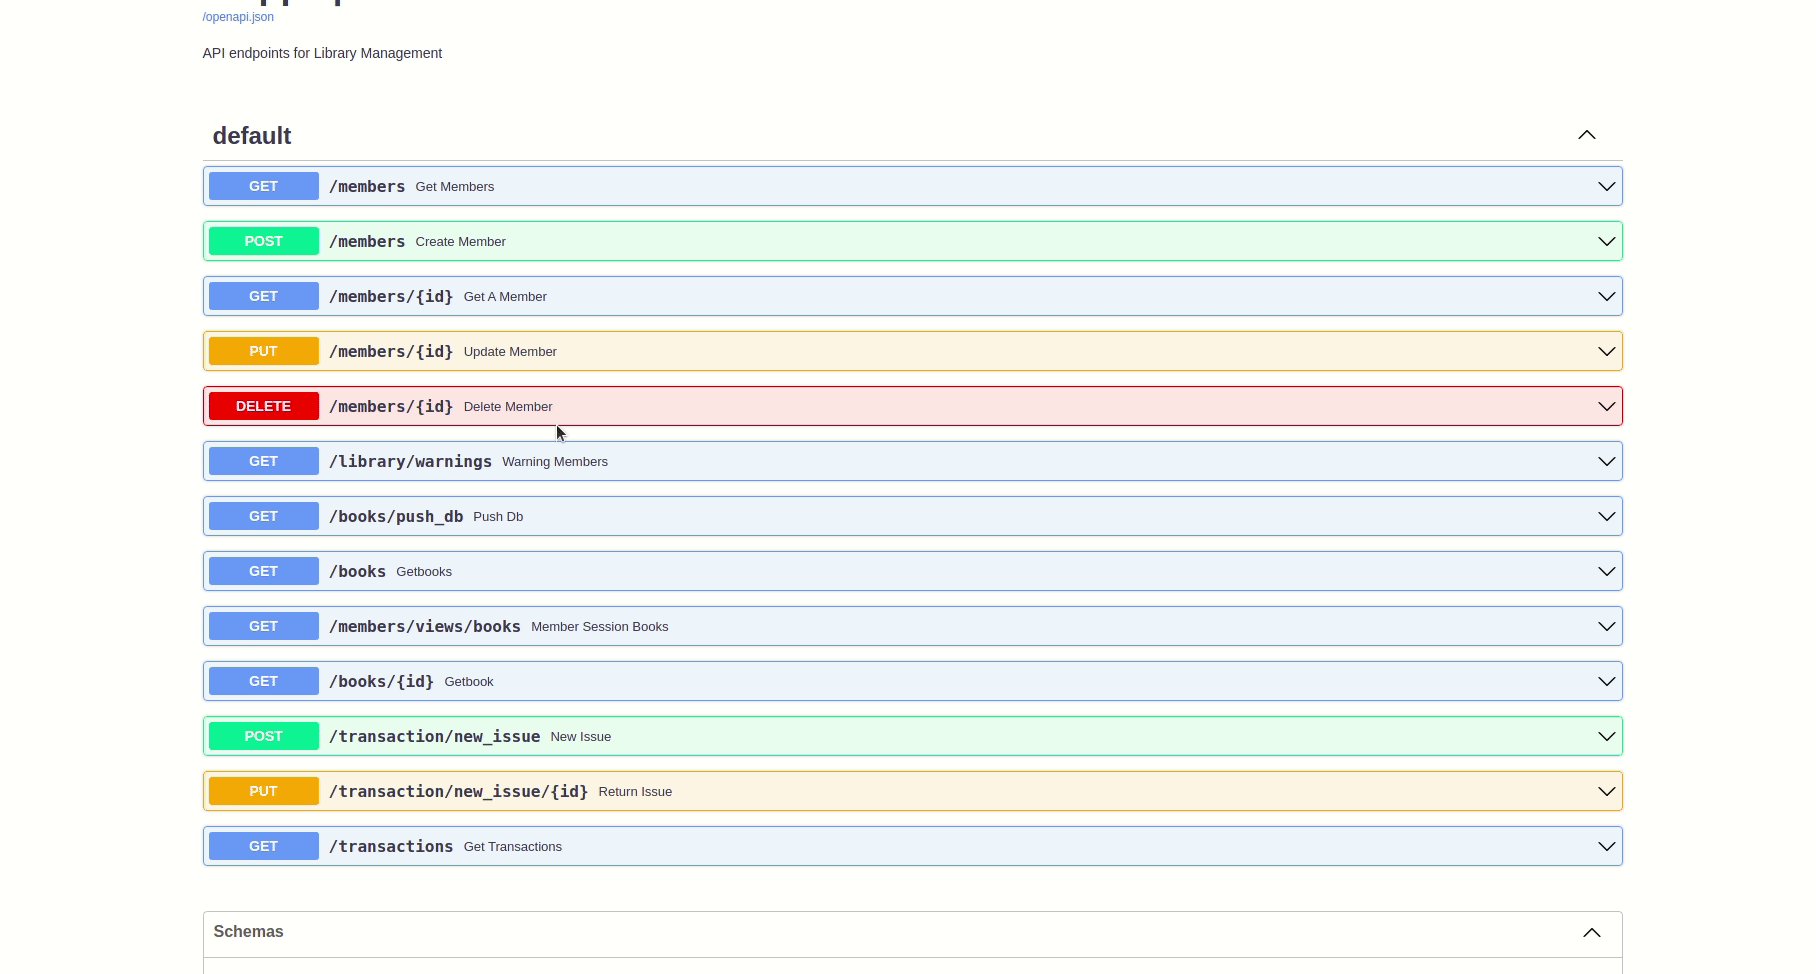 /openapi.json
API endpoints for Library Management
default
GET /members Get Members
POST /members Create Member
GET /members/{id} Get A Member
PUT /members/{id} Update Member
DELETE /members/{id} Delete Member
GET /library/warnings Warning Members
GET /books/push_db Push Db
GET /books Getbooks
GET /members/views/books Member Session Books
GET /books/{id} Getbook
POST /transaction/new_issue New Issue
PUT /transaction/new_issue/{id} Return Issue
GET /transactions Get Transactions
Schemas